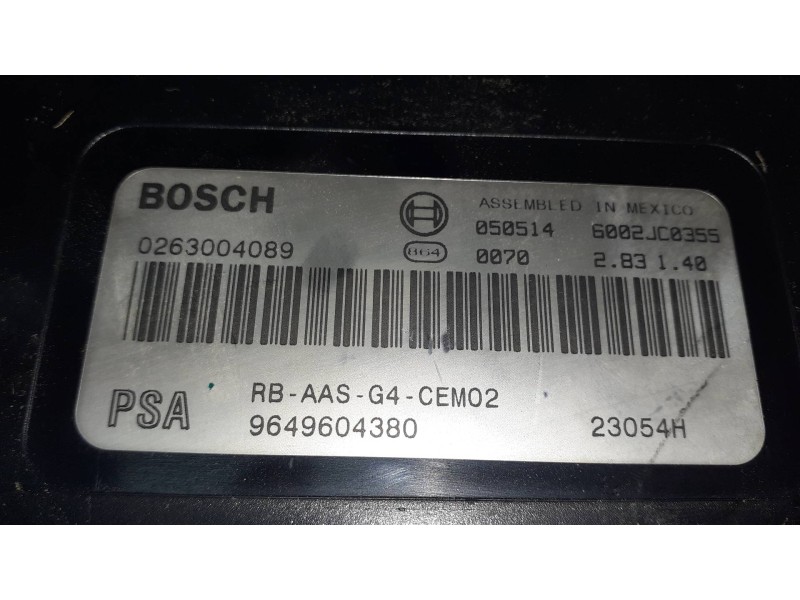 BOSCH
ASSEMBLED IN MEXICO
050514 6002JC0355
0263004089 864 0070 2.83 1.40
PSA RB-AAS-G4-CEM02
9649604380 23054H